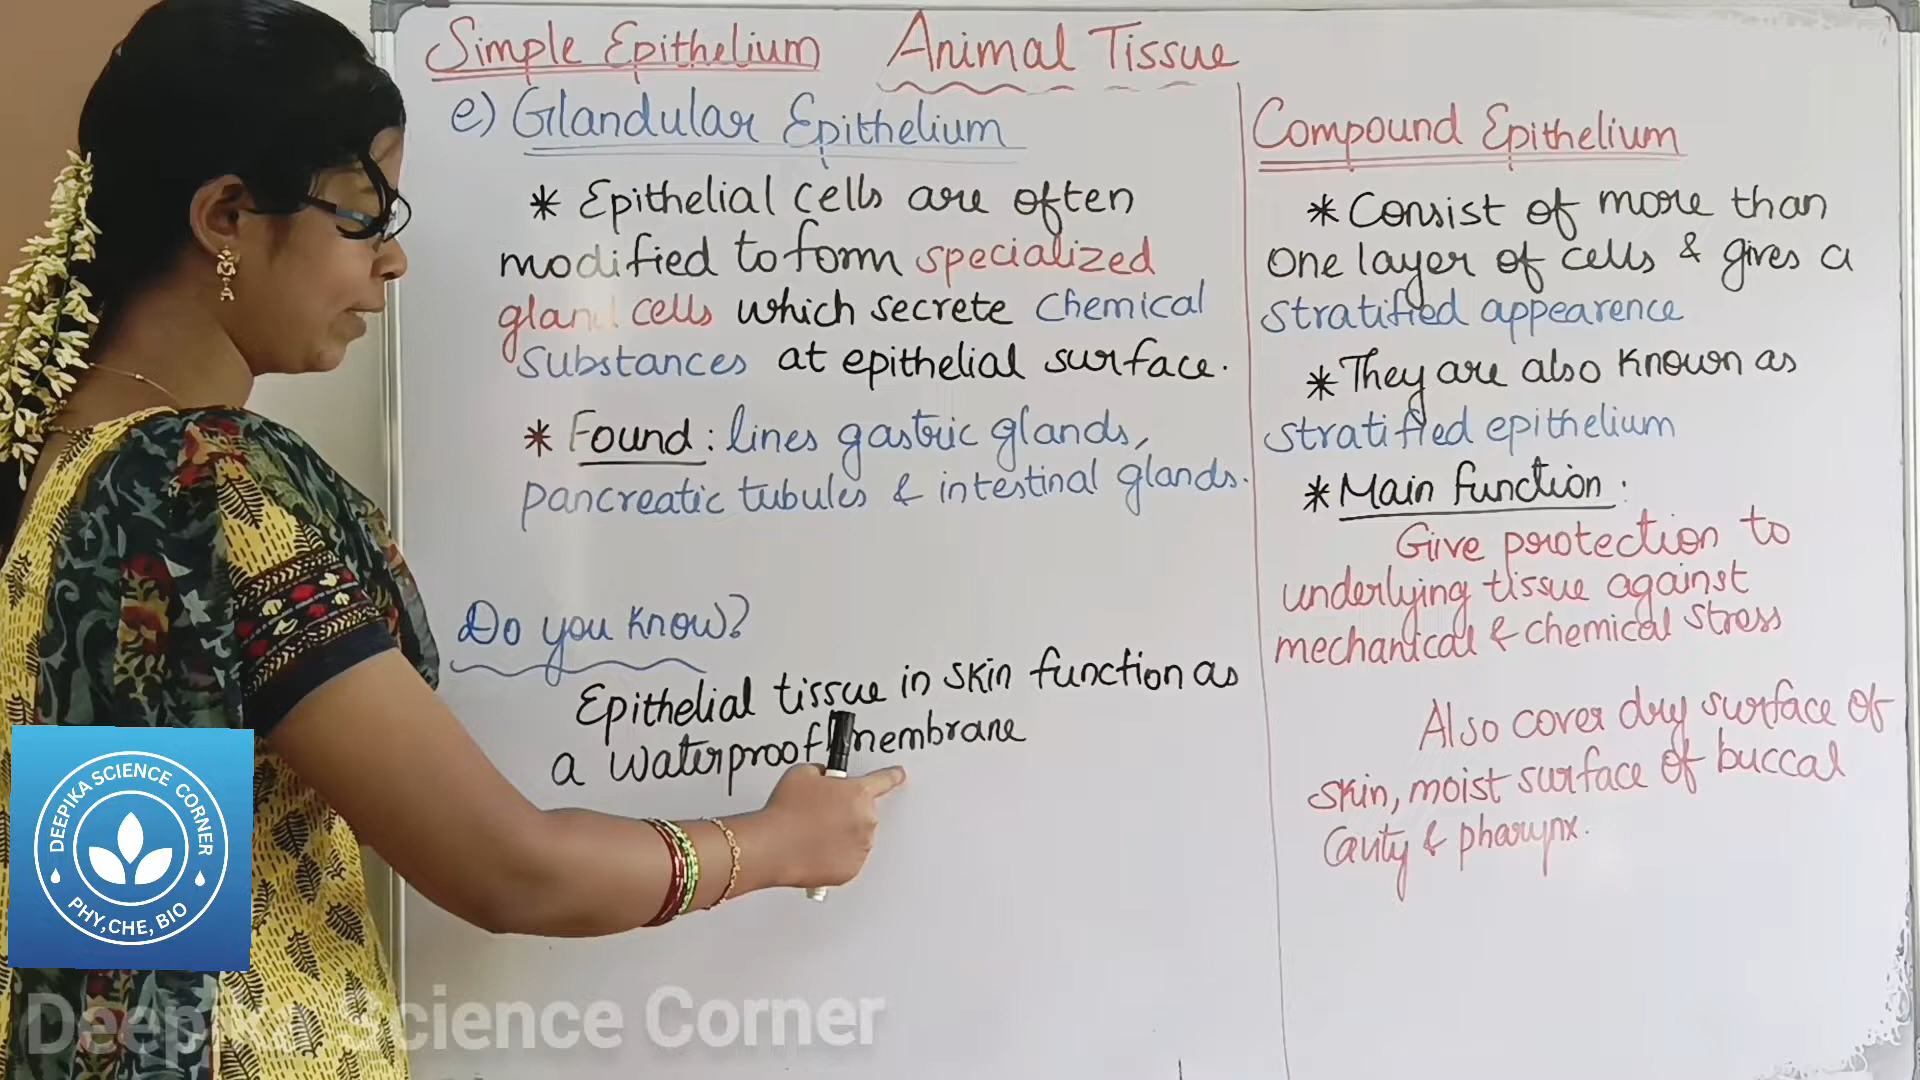 Simple Epithelium Animal Tissue
e) Glandular Epithelium
* Epithelial cells are often
modified to form specialized
gland cells which secrete chemical
substances at epithelial surface.
* Found: lines gastric glands,
pancreatic tubules & intestinal glands.
Do you know?
Epithelial tissue in skin function as
a waterproof membrane
Compound Epithelium
* Consist of more than
one layer of cells & gives a
stratified appearence
* They are also known as
stratified epithelium
* Main function:
Give protection to
underlying tissue against
mechanical & chemical stress
Also cover dry surface of
skin, moist surface of buccal
cavity & pharynx.
DEEPIKA SCIENCE CORNER
PHY,CHE, BIO
Deepika Science Corner